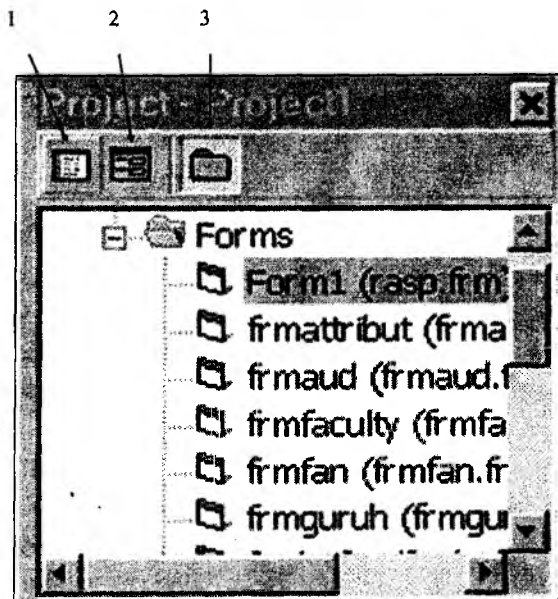 1 2 3
Project - Project1
Forms
Form1 (rasp.frm
frmattribut (frma
frmaud (frmaud.
frmfaculty (frmfa
frmfan (frmfan.fr
frmguruh (frmgu